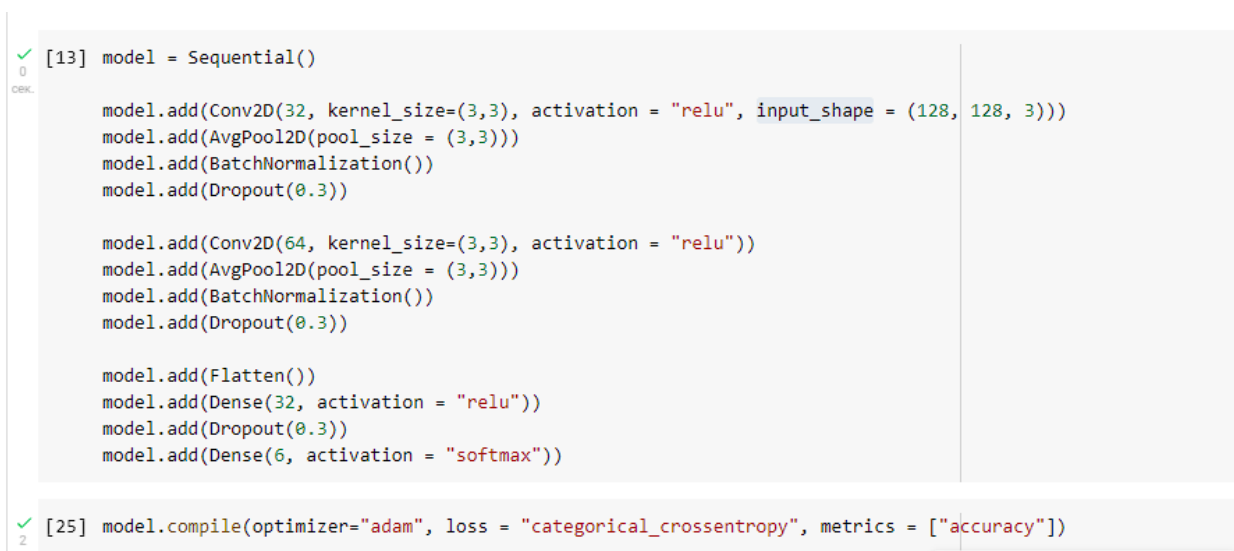 [13] model = Sequential()
0
сек.
model.add(Conv2D(32, kernel_size=(3,3), activation = "relu", input_shape = (128, 128, 3)))
model.add(AvgPool2D(pool_size = (3,3)))
model.add(BatchNormalization())
model.add(Dropout(0.3))
model.add(Conv2D(64, kernel_size=(3,3), activation = "relu"))
model.add(AvgPool2D(pool_size = (3,3)))
model.add(BatchNormalization())
model.add(Dropout(0.3))
model.add(Flatten())
model.add(Dense(32, activation = "relu"))
model.add(Dropout(0.3))
model.add(Dense(6, activation = "softmax"))
[25] model.compile(optimizer="adam", loss = "categorical_crossentropy", metrics = ["accuracy"])
2